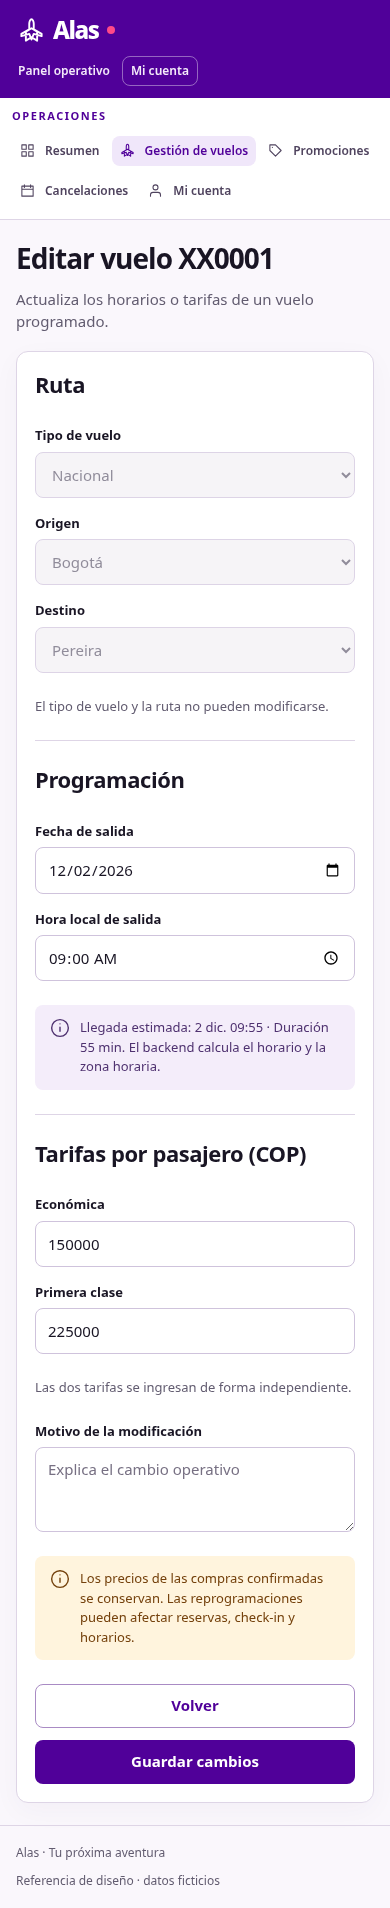 Alas
Panel operativo
Mi cuenta
OPERACIONES
Resumen
Gestión de vuelos
Promociones
Cancelaciones
Mi cuenta
Editar vuelo XX0001
Actualiza los horarios o tarifas de un vuelo
programado.
Ruta
Tipo de vuelo
Nacional
Origen
Bogotá
Destino
Pereira
El tipo de vuelo y la ruta no pueden modificarse.
Programación
Fecha de salida
12/02/2026
Hora local de salida
09:00 AM
Llegada estimada: 2 dic. 09:55 · Duración
55 min. El backend calcula el horario y la
zona horaria.
Tarifas por pasajero (COP)
Económica
150000
Primera clase
225000
Las dos tarifas se ingresan de forma independiente.
Motivo de la modificación
Explica el cambio operativo
Los precios de las compras confirmadas
se conservan. Las reprogramaciones
pueden afectar reservas, check-in y
horarios.
Volver
Guardar cambios
Alas · Tu próxima aventura
Referencia de diseño · datos ficticios